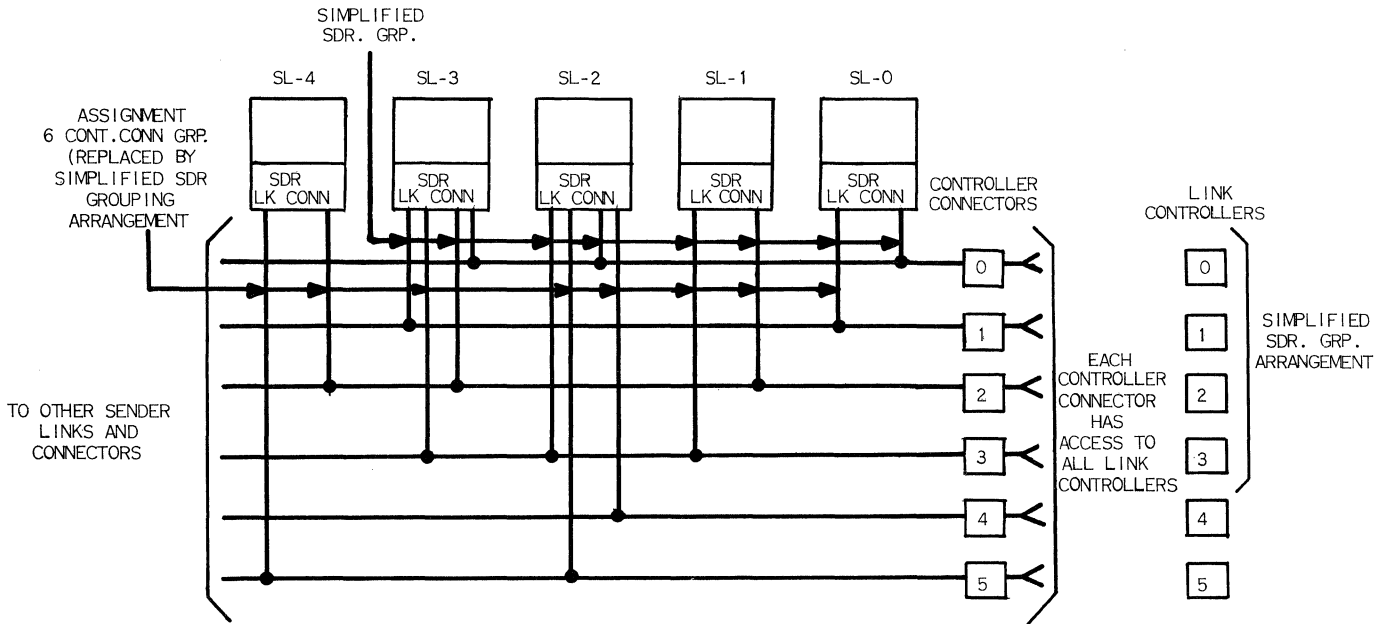 SIMPLIFIED
SDR. GRP.
SL-4
SL-3
SL-2
SL-1
SL-0
ASSIGNMENT
6 CONT.CONN GRP.
(REPLACED BY
SIMPLIFIED SDR
GROUPING
ARRANGEMENT
SDR
LK CONN
SDR
LK CONN
SDR
LK CONN
SDR
LK CONN
SDR
LK CONN
CONTROLLER
CONNECTORS
LINK
CONTROLLERS
0
1
2
3
4
5
0
1
2
3
4
5
SIMPLIFIED
SDR. GRP.
ARRANGEMENT
EACH
CONTROLLER
CONNECTOR
HAS
ACCESS TO
ALL LINK
CONTROLLERS
TO OTHER SENDER
LINKS AND
CONNECTORS